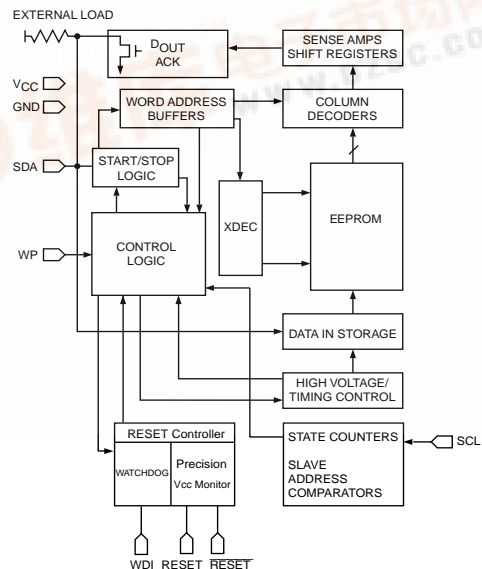 EXTERNAL LOAD
DOUT
ACK
SENSE AMPS
SHIFT REGISTERS
VCC
GND
WORD ADDRESS
BUFFERS
COLUMN
DECODERS
SDA
START/STOP
LOGIC
XDEC
EEPROM
WP
CONTROL
LOGIC
DATA IN STORAGE
HIGH VOLTAGE/
TIMING CONTROL
RESET Controller
WATCHDOG
Precision
Vcc Monitor
STATE COUNTERS
SLAVE
ADDRESS
COMPARATORS
SCL
WDI RESET RESET